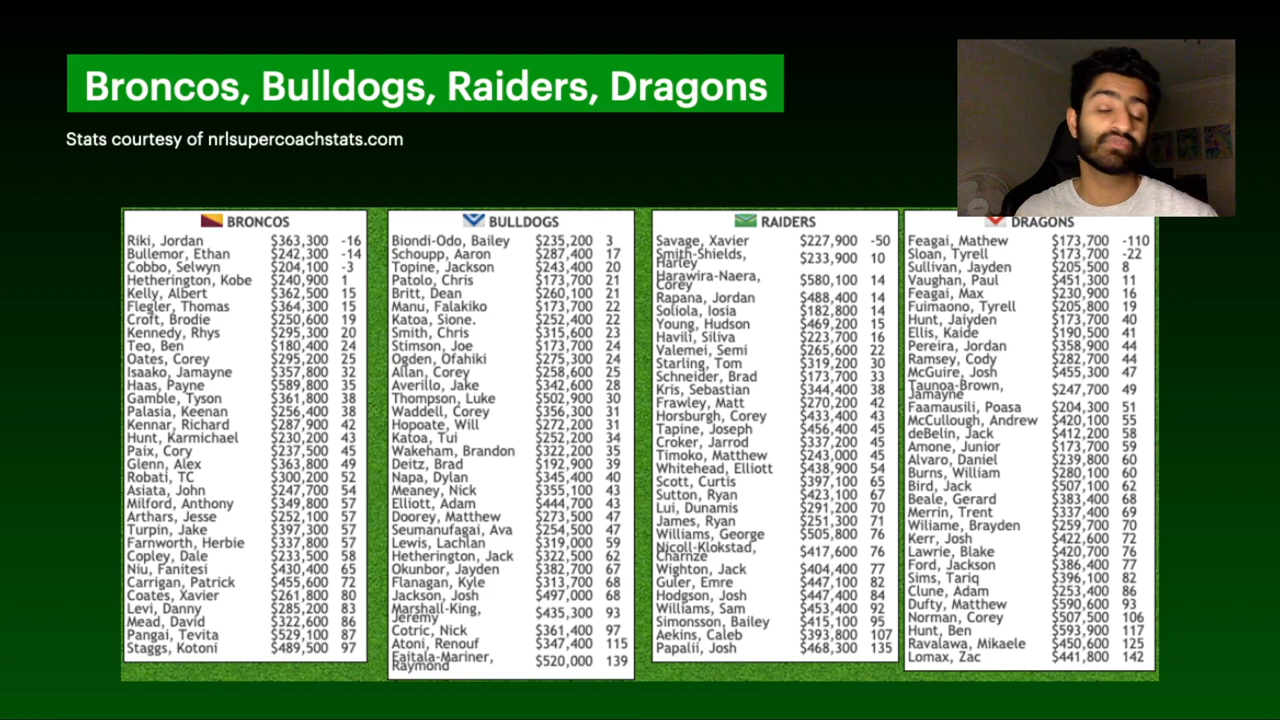 Broncos, Bulldogs, Raiders, Dragons
Stats courtesy of nrlsupercoachstats.com
BRONCOS
Riki, Jordan $363,300 -16
Bullemor, Ethan $242,300 -14
Cobbo, Selwyn $204,100 -3
Hetherington, Kobe $240,900 1
Kelly, Albert $362,500 15
Flegler, Thomas $364,300 15
Croft, Brodie $250,600 19
Kennedy, Rhys $295,300 20
Teo, Ben $180,400 24
Oates, Corey $295,200 25
Isaako, Jamayne $357,800 32
Haas, Payne $589,800 35
Gamble, Tyson $361,800 38
Palasia, Keenan $256,400 38
Kennar, Richard $287,900 42
Hunt, Karmichael $230,200 43
Paix, Cory $237,500 45
Glenn, Alex $363,800 49
Robati, TC $300,200 52
Asiata, John $247,700 54
Milford, Anthony $349,800 57
Arthars, Jesse $252,100 57
Turpin, Jake $397,300 57
Farnworth, Herbie $337,800 57
Copley, Dale $233,500 58
Niu, Fanitesi $430,400 65
Carrigan, Patrick $455,600 72
Coates, Xavier $261,800 80
Levi, Danny $285,200 83
Mead, David $322,600 86
Pangai, Tevita $529,100 87
Staggs, Kotoni $489,500 97
BULLDOGS
Biondi-Odo, Bailey $235,200 3
Schoupp, Aaron $287,400 17
Topine, Jackson $243,400 20
Patolo, Chris $173,700 21
Britt, Dean $260,100 21
Manu, Falakiko $173,700 22
Katoa, Sione. $252,400 22
Smith, Chris $315,600 23
Stimson, Joe $173,700 24
Ogden, Ofahiki $275,300 24
Allan, Corey $258,600 25
Averillo, Jake $342,600 28
Thompson, Luke $502,900 30
Waddell, Corey $356,300 31
Hopoate, Will $272,200 31
Katoa, Tui $252,200 34
Wakeham, Brandon $322,200 35
Deitz, Brad $192,900 39
Napa, Dylan $345,400 40
Meaney, Nick $355,100 43
Elliott, Adam $444,700 43
Doorey, Matthew $273,500 47
Seumanufagai, Ava $254,500 47
Lewis, Lachlan $319,000 59
Hetherington, Jack $322,500 62
Okunbor, Jayden $382,700 67
Flanagan, Kyle $313,700 68
Jackson, Josh $497,000 68
Marshall-King,
Jeremy $435,300 93
Cotric, Nick $361,400 97
Atoni, Renouf $347,400 115
Faitala-Mariner,
Raymond $520,000 139
RAIDERS
Savage, Xavier $227,900 -50
Smith-Shields,
Harley $233,900 10
Harawira-Naera,
Corey $580,100 14
Rapana, Jordan $488,400 14
Soliola, Iosia $182,800 14
Young, Hudson $469,200 15
Havili, Siliva $223,700 16
Valemei, Semi $265,600 22
Starling, Tom $319,200 30
Schneider, Brad $173,700 33
Kris, Sebastian $344,400 38
Frawley, Matt $270,200 42
Horsburgh, Corey $433,400 43
Tapine, Joseph $456,400 45
Croker, Jarrod $337,200 45
Timoko, Matthew $243,000 45
Whitehead, Elliott $438,900 54
Scott, Curtis $397,100 65
Sutton, Ryan $423,100 67
Lui, Dunamis $291,200 70
James, Ryan $251,300 71
Williams, George $505,800 76
Nicoll-Klokstad,
Charnze $417,600 76
Wighton, Jack $404,400 77
Guler, Emre $447,100 82
Hodgson, Josh $447,400 84
Williams, Sam $453,400 92
Simonsson, Bailey $415,100 95
Aekins, Caleb $393,800 107
Papalii, Josh $468,300 135
DRAGONS
Feagai, Mathew $173,700 -110
Sloan, Tyrell $173,700 -22
Sullivan, Jayden $205,500 8
Vaughan, Paul $451,300 11
Feagai, Max $230,900 16
Fuimaono, Tyrell $205,800 19
Hunt, Jaiyden $173,700 40
Ellis, Kaide $190,500 41
Pereira, Jordan $358,900 44
Ramsey, Cody $282,700 44
McGuire, Josh $455,300 47
Taunoa-Brown,
Jamayne $247,700 49
Faamausili, Poasa $204,300 51
McCullough, Andrew $420,100 55
deBelin, Jack $412,200 58
Amone, Junior $173,700 59
Alvaro, Daniel $239,800 60
Burns, William $280,100 60
Bird, Jack $507,100 62
Beale, Gerard $383,400 68
Merrin, Trent $337,400 69
Wiliame, Brayden $259,700 70
Kerr, Josh $422,600 72
Lawrie, Blake $420,700 76
Ford, Jackson $386,400 77
Sims, Tariq $396,100 82
Clune, Adam $253,400 86
Dufty, Matthew $590,600 93
Norman, Corey $507,500 106
Hunt, Ben $593,900 117
Ravalawa, Mikaele $450,600 125
Lomax, Zac $441,800 142